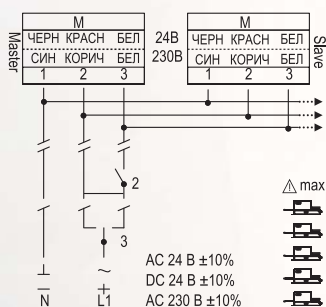 M
M
ЧЕРН КРАСН БЕЛ
24В
ЧЕРН КРАСН БЕЛ
Master
СИН КОРИЧ БЕЛ
230В
СИН КОРИЧ БЕЛ
Slave
1 2 3
1 2 3
2
max
3
AC 24 В ±10%
~
DC 24 В ±10%
N L1 AC 230 В ±10%